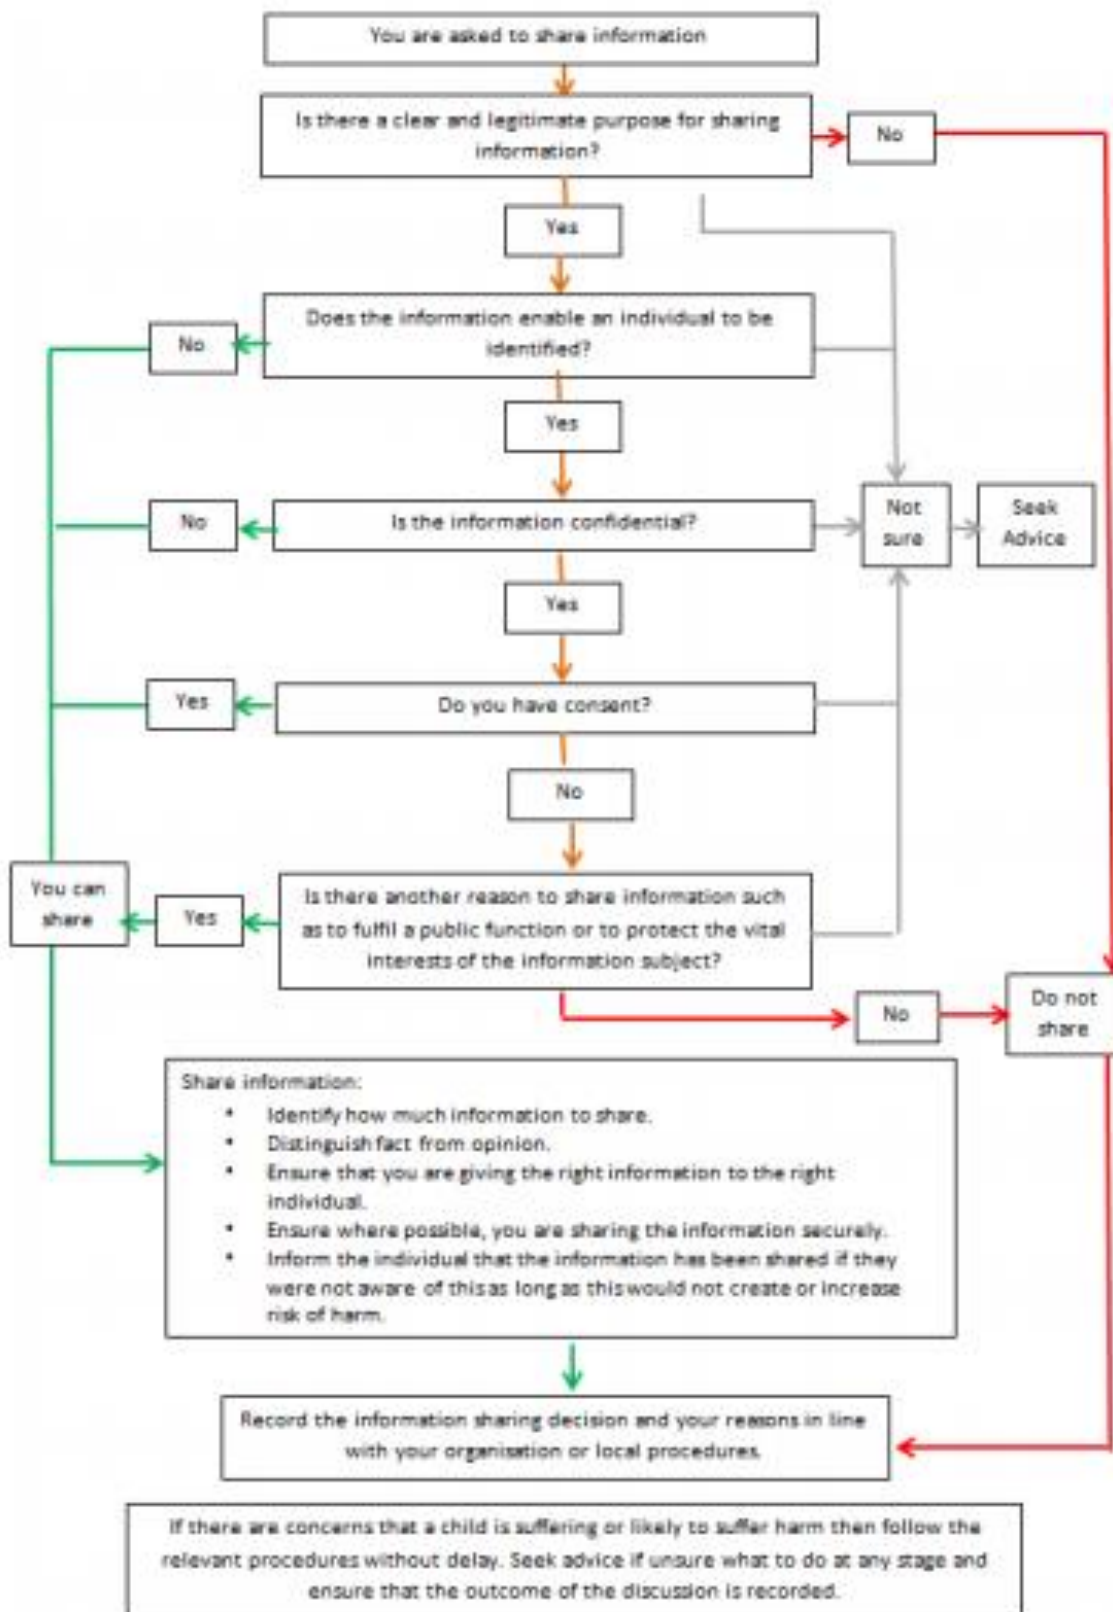 You are asked to share information
Is there a clear and legitimate purpose for sharing
information?
No
Yes
Does the information enable an individual to be
identified?
No
Yes
Is the information confidential?
No
Not
sure
Seek
Advice
Yes
Do you have consent?
Yes
No
Is there another reason to share information such
as to fulfil a public function or to protect the vital
interests of the information subject?
Yes
You can
share
No
Do not
share
Share information:
• Identify how much information to share.
• Distinguish fact from opinion.
• Ensure that you are giving the right information to the right
individual.
• Ensure where possible, you are sharing the information securely.
• Inform the individual that the information has been shared if they
were not aware of this as long as this would not create or increase
risk of harm.
Record the information sharing decision and your reasons in line
with your organisation or local procedures.
If there are concerns that a child is suffering or likely to suffer harm then follow the
relevant procedures without delay. Seek advice if unsure what to do at any stage and
ensure that the outcome of the discussion is recorded.